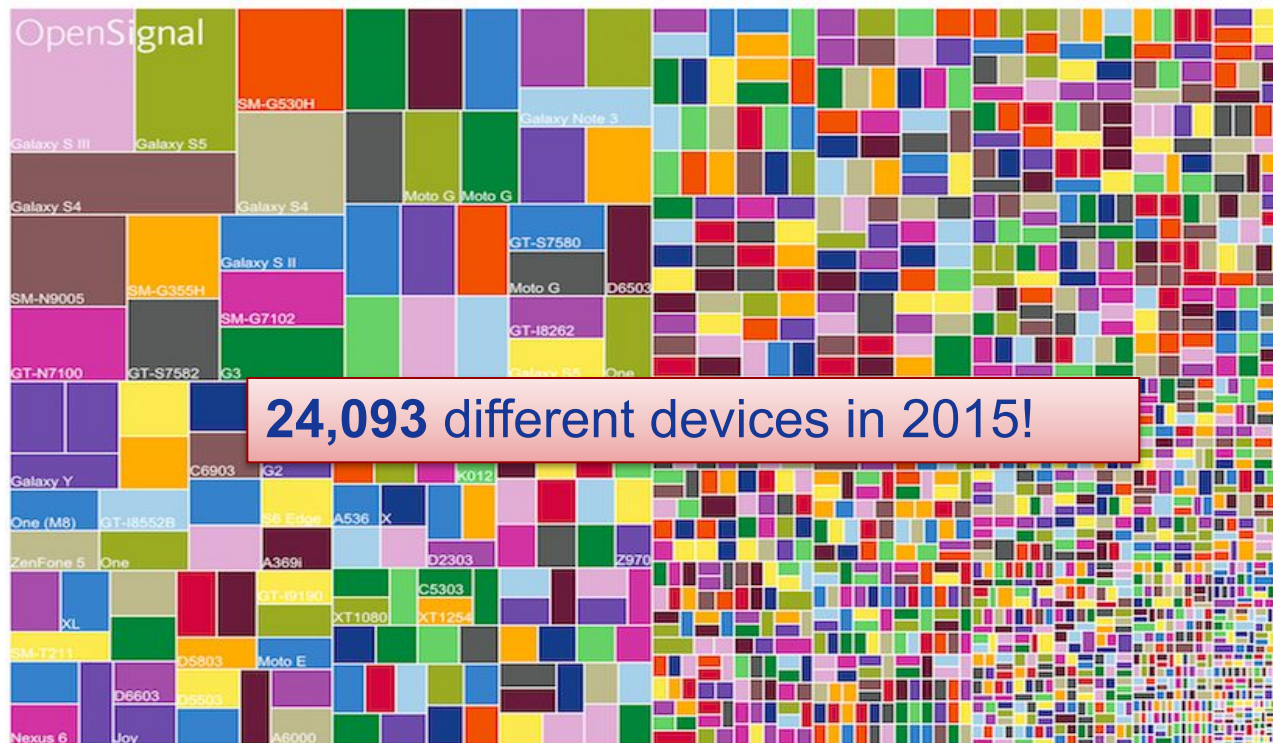 OpenSignal
SM-G530H
Galaxy Note 3
Galaxy S III
Galaxy S5
Galaxy S4
Galaxy S4
Moto G
Moto G
GT-S7580
Galaxy S II
SM-N9005
SM-G355H
Moto G
D6503
SM-G7102
GT-I8262
GT-N7100
GT-S7582
G3
Galaxy S5
One
24,093 different devices in 2015!
Galaxy Y
C6903
G2
K012
One (M8)
GT-I8552B
S6 Edge
A536
X
ZenFone 5
One
A369i
D2303
Z970
GT-I9190
C5303
XL
XT1080
XT1254
SM-T211
D5803
Moto E
D6603
D5503
Nexus 6
Joy
A6000